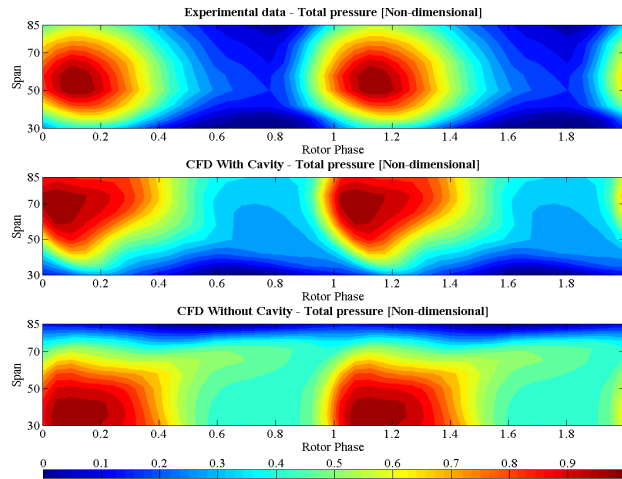 Experimental data - Total pressure [Non-dimensional]
85
70
50
30
Span
0 0.2 0.4 0.6 0.8 1 1.2 1.4 1.6 1.8
Rotor Phase
CFD With Cavity - Total pressure [Non-dimensional]
85
70
50
30
Span
0 0.2 0.4 0.6 0.8 1 1.2 1.4 1.6 1.8
Rotor Phase
CFD Without Cavity - Total pressure [Non-dimensional]
85
70
50
30
Span
0 0.2 0.4 0.6 0.8 1 1.2 1.4 1.6 1.8
Rotor Phase
0 0.1 0.2 0.3 0.4 0.5 0.6 0.7 0.8 0.9